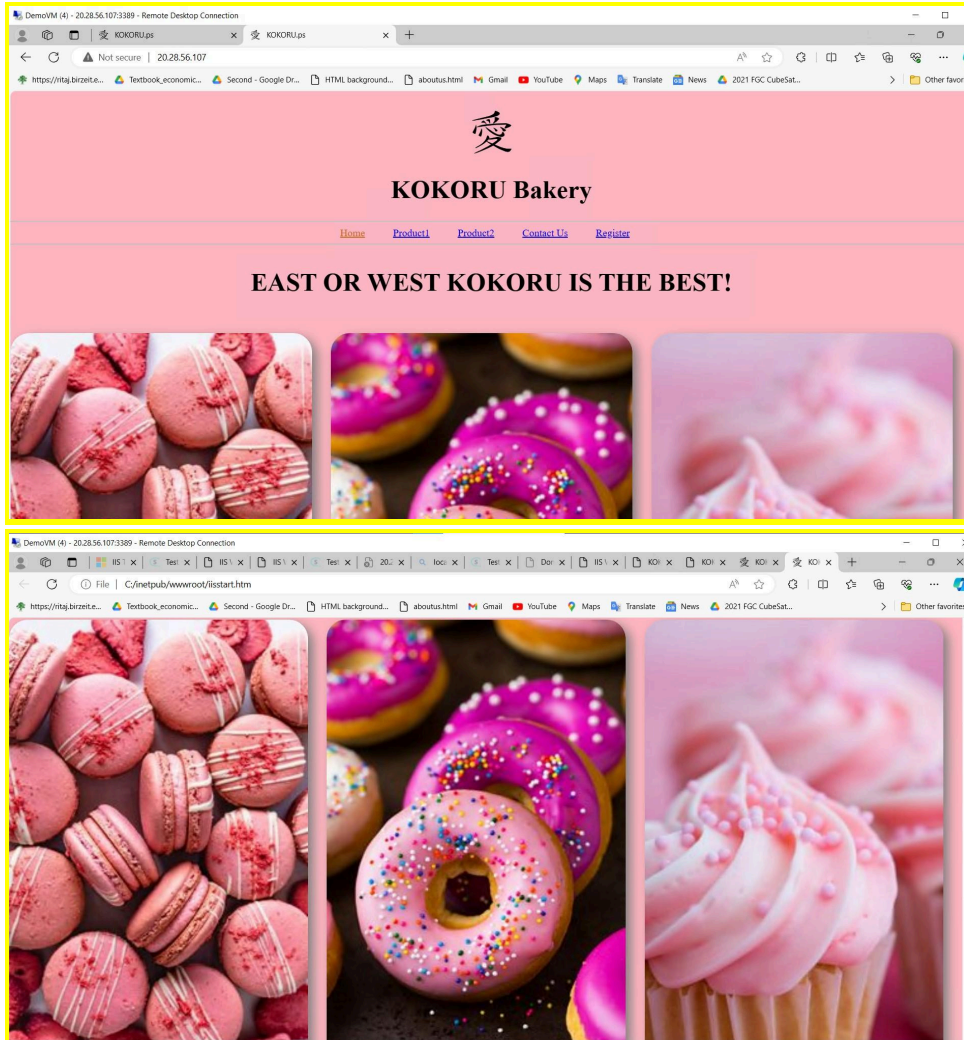 DemoVM (4) - 20.28.56.107:3389 - Remote Desktop Connection
愛 KOKORU.ps
愛 KOKORU.ps
Not secure | 20.28.56.107
https://ritaj.birzeit.e... Textbook_economic... Second - Google Dr... HTML background... aboutus.html Gmail YouTube Maps Translate News 2021 FGC CubeSat... Other favor
愛
KOKORU Bakery
Home Product1 Product2 Contact Us Register
EAST OR WEST KOKORU IS THE BEST!
DemoVM (4) - 20.28.56.107:3389 - Remote Desktop Connection
File | C:/inetpub/wwwroot/iisstart.htm
https://ritaj.birzeit.e... Textbook_economic... Second - Google Dr... HTML background... aboutus.html Gmail YouTube Maps Translate News 2021 FGC CubeSat... Other favorites